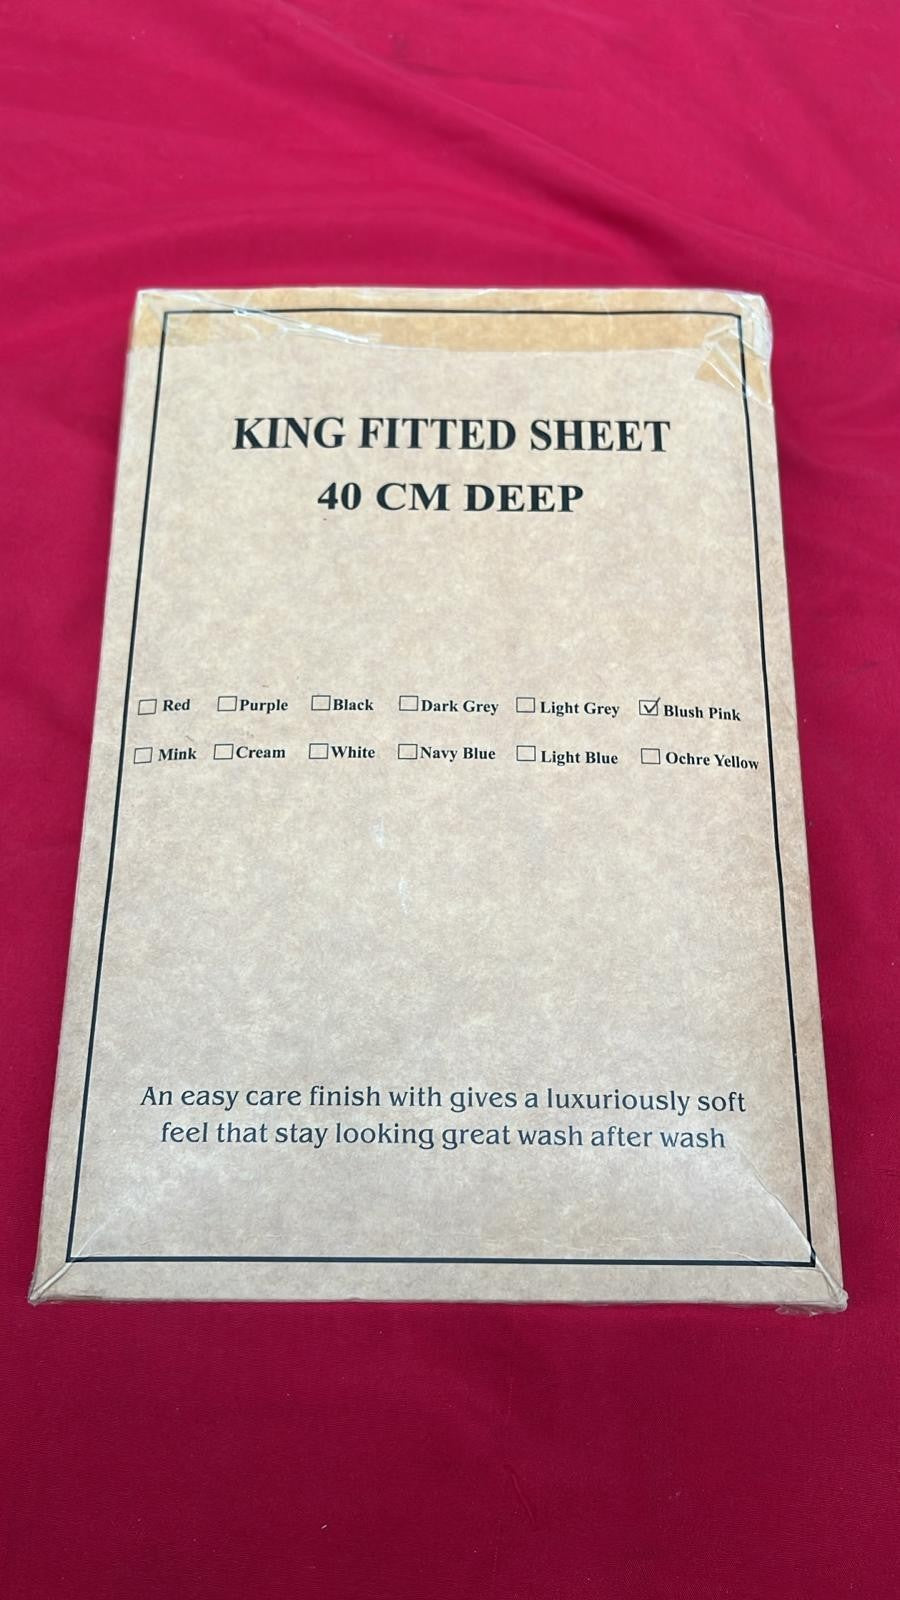 KING FITTED SHEET
40 CM DEEP
☐ Red ☐ Purple ☐ Black ☐ Dark Grey ☐ Light Grey ☑ Blush Pink
☐ Mink ☐ Cream ☐ White ☐ Navy Blue ☐ Light Blue ☐ Ochre Yellow
An easy care finish with gives a luxuriously soft
feel that stay looking great wash after wash